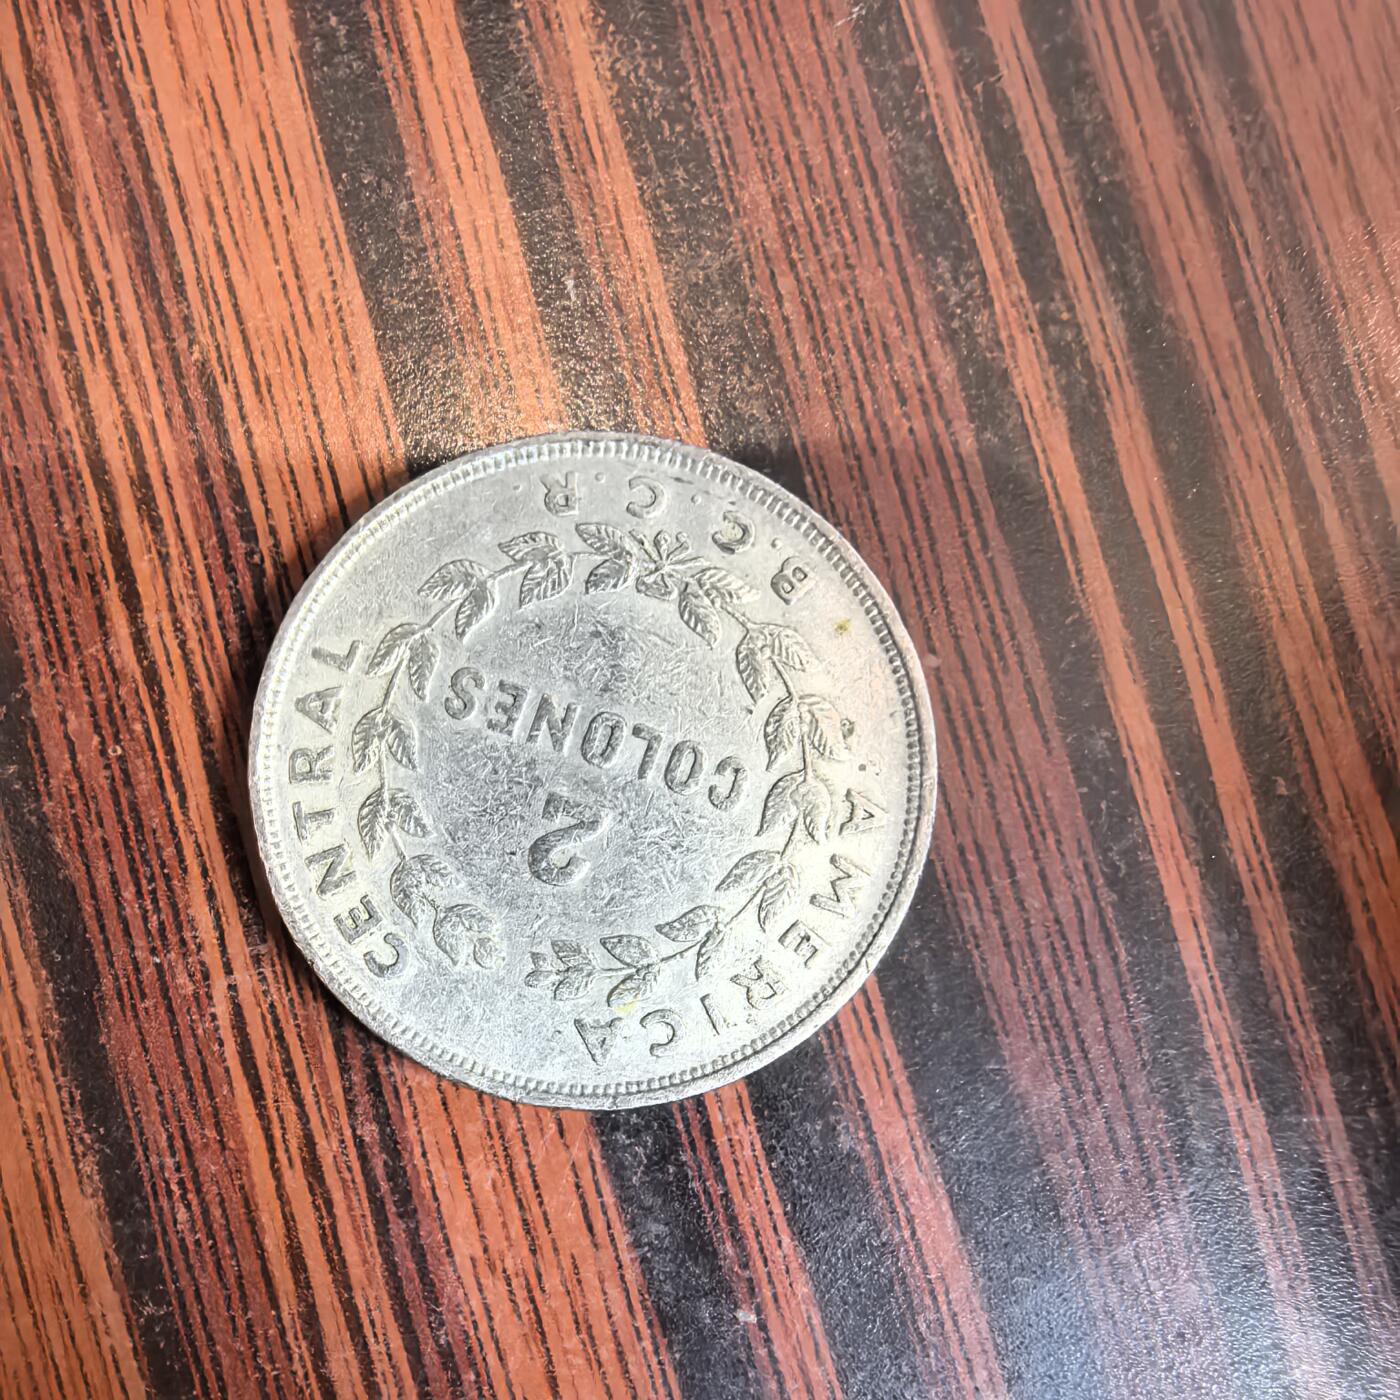 AMERICA CENTRAL
2
COLONES
B.C.C.R.